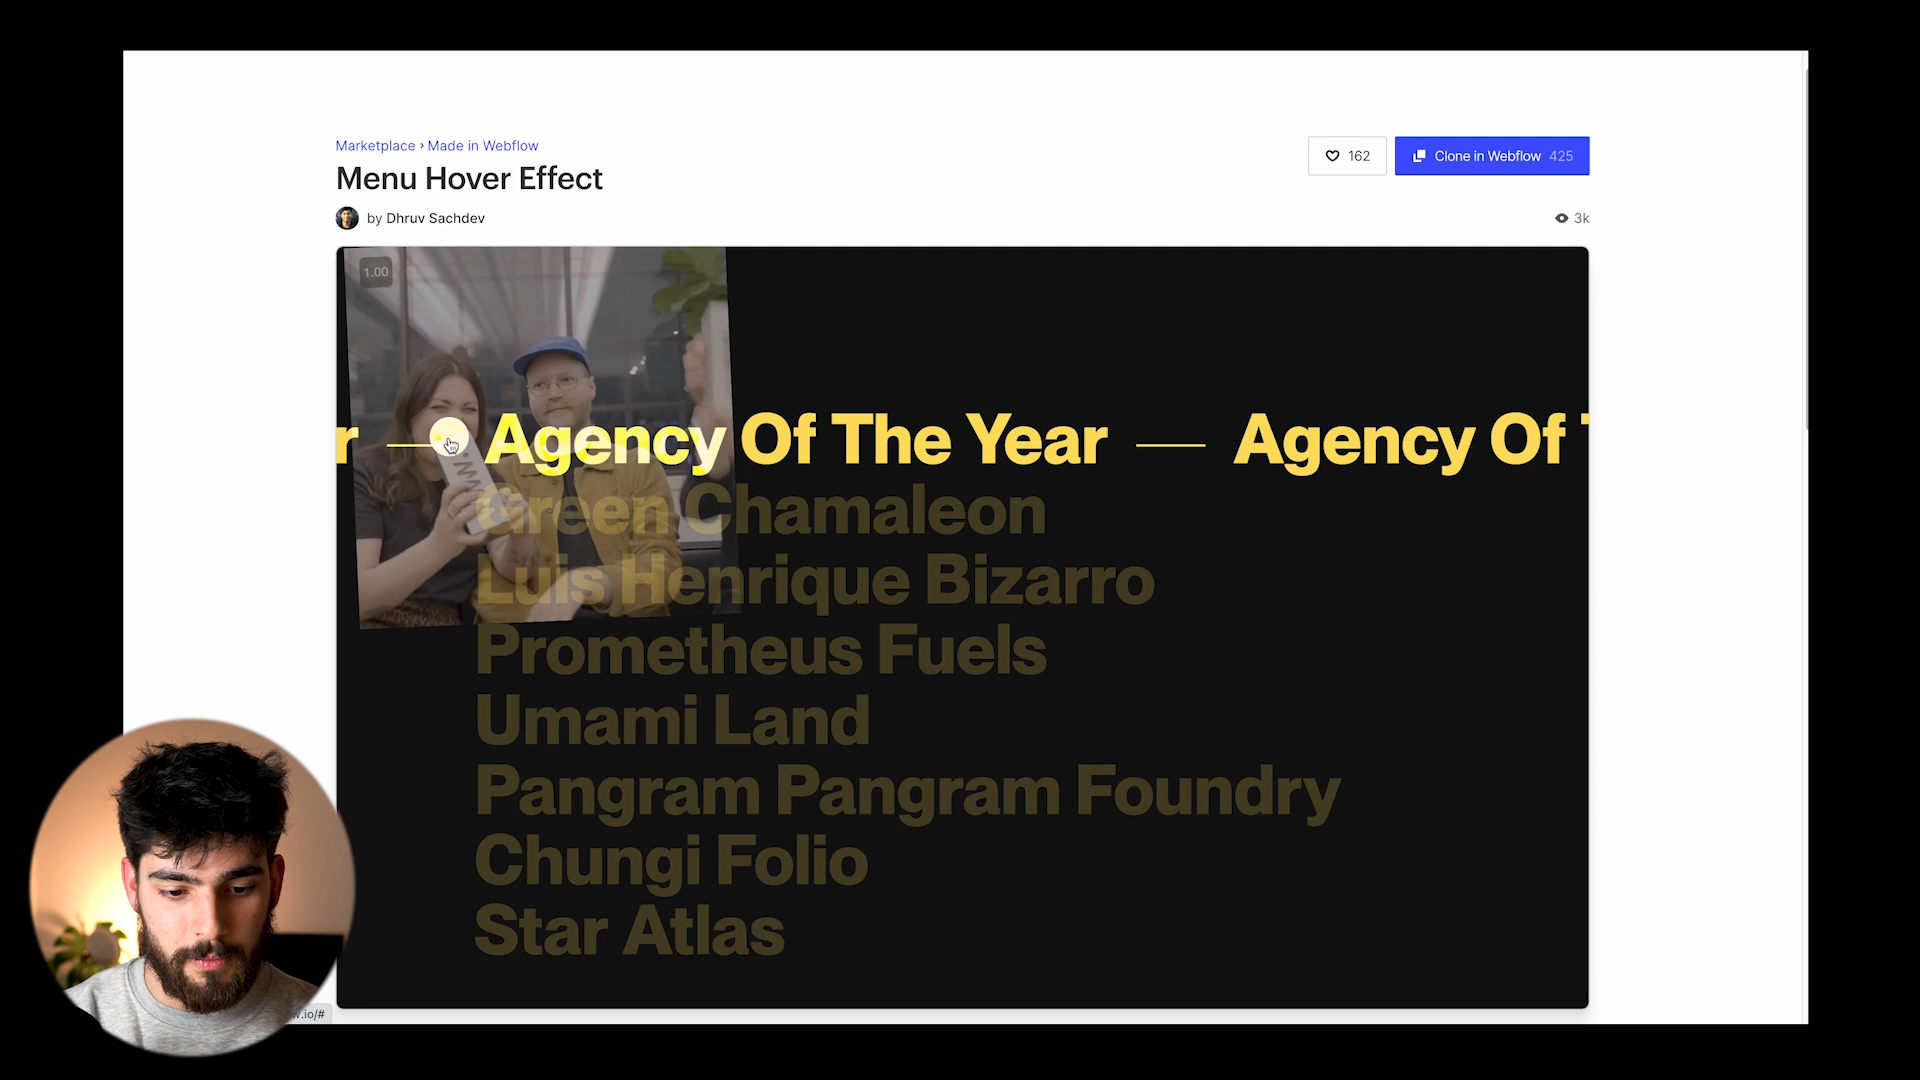 Marketplace › Made in Webflow
Menu Hover Effect
by Dhruv Sachdev
162
Clone in Webflow 425
3k
1.00
r — Agency Of The Year — Agency Of
Green Chamaleon
Luis Henrique Bizarro
Prometheus Fuels
Umami Land
Pangram Pangram Foundry
Chungi Folio
Star Atlas
.io/#